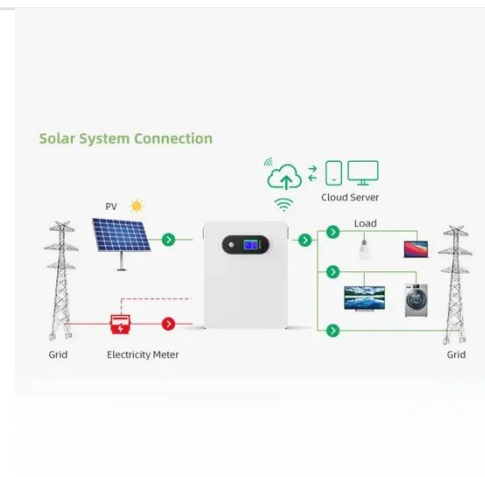 Solar System Connection
Cloud Server
PV
Load
Grid
Electricity Meter
Grid